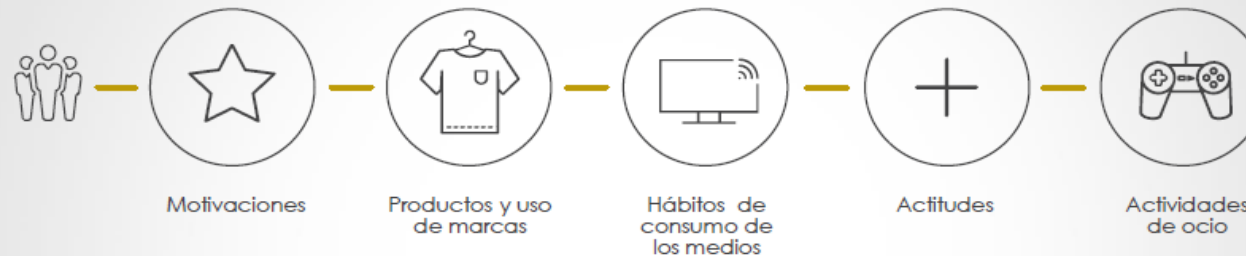 Motivaciones
Productos y uso
de marcas
Hábitos de
consumo de
los medios
Actitudes
Actividades
de ocio